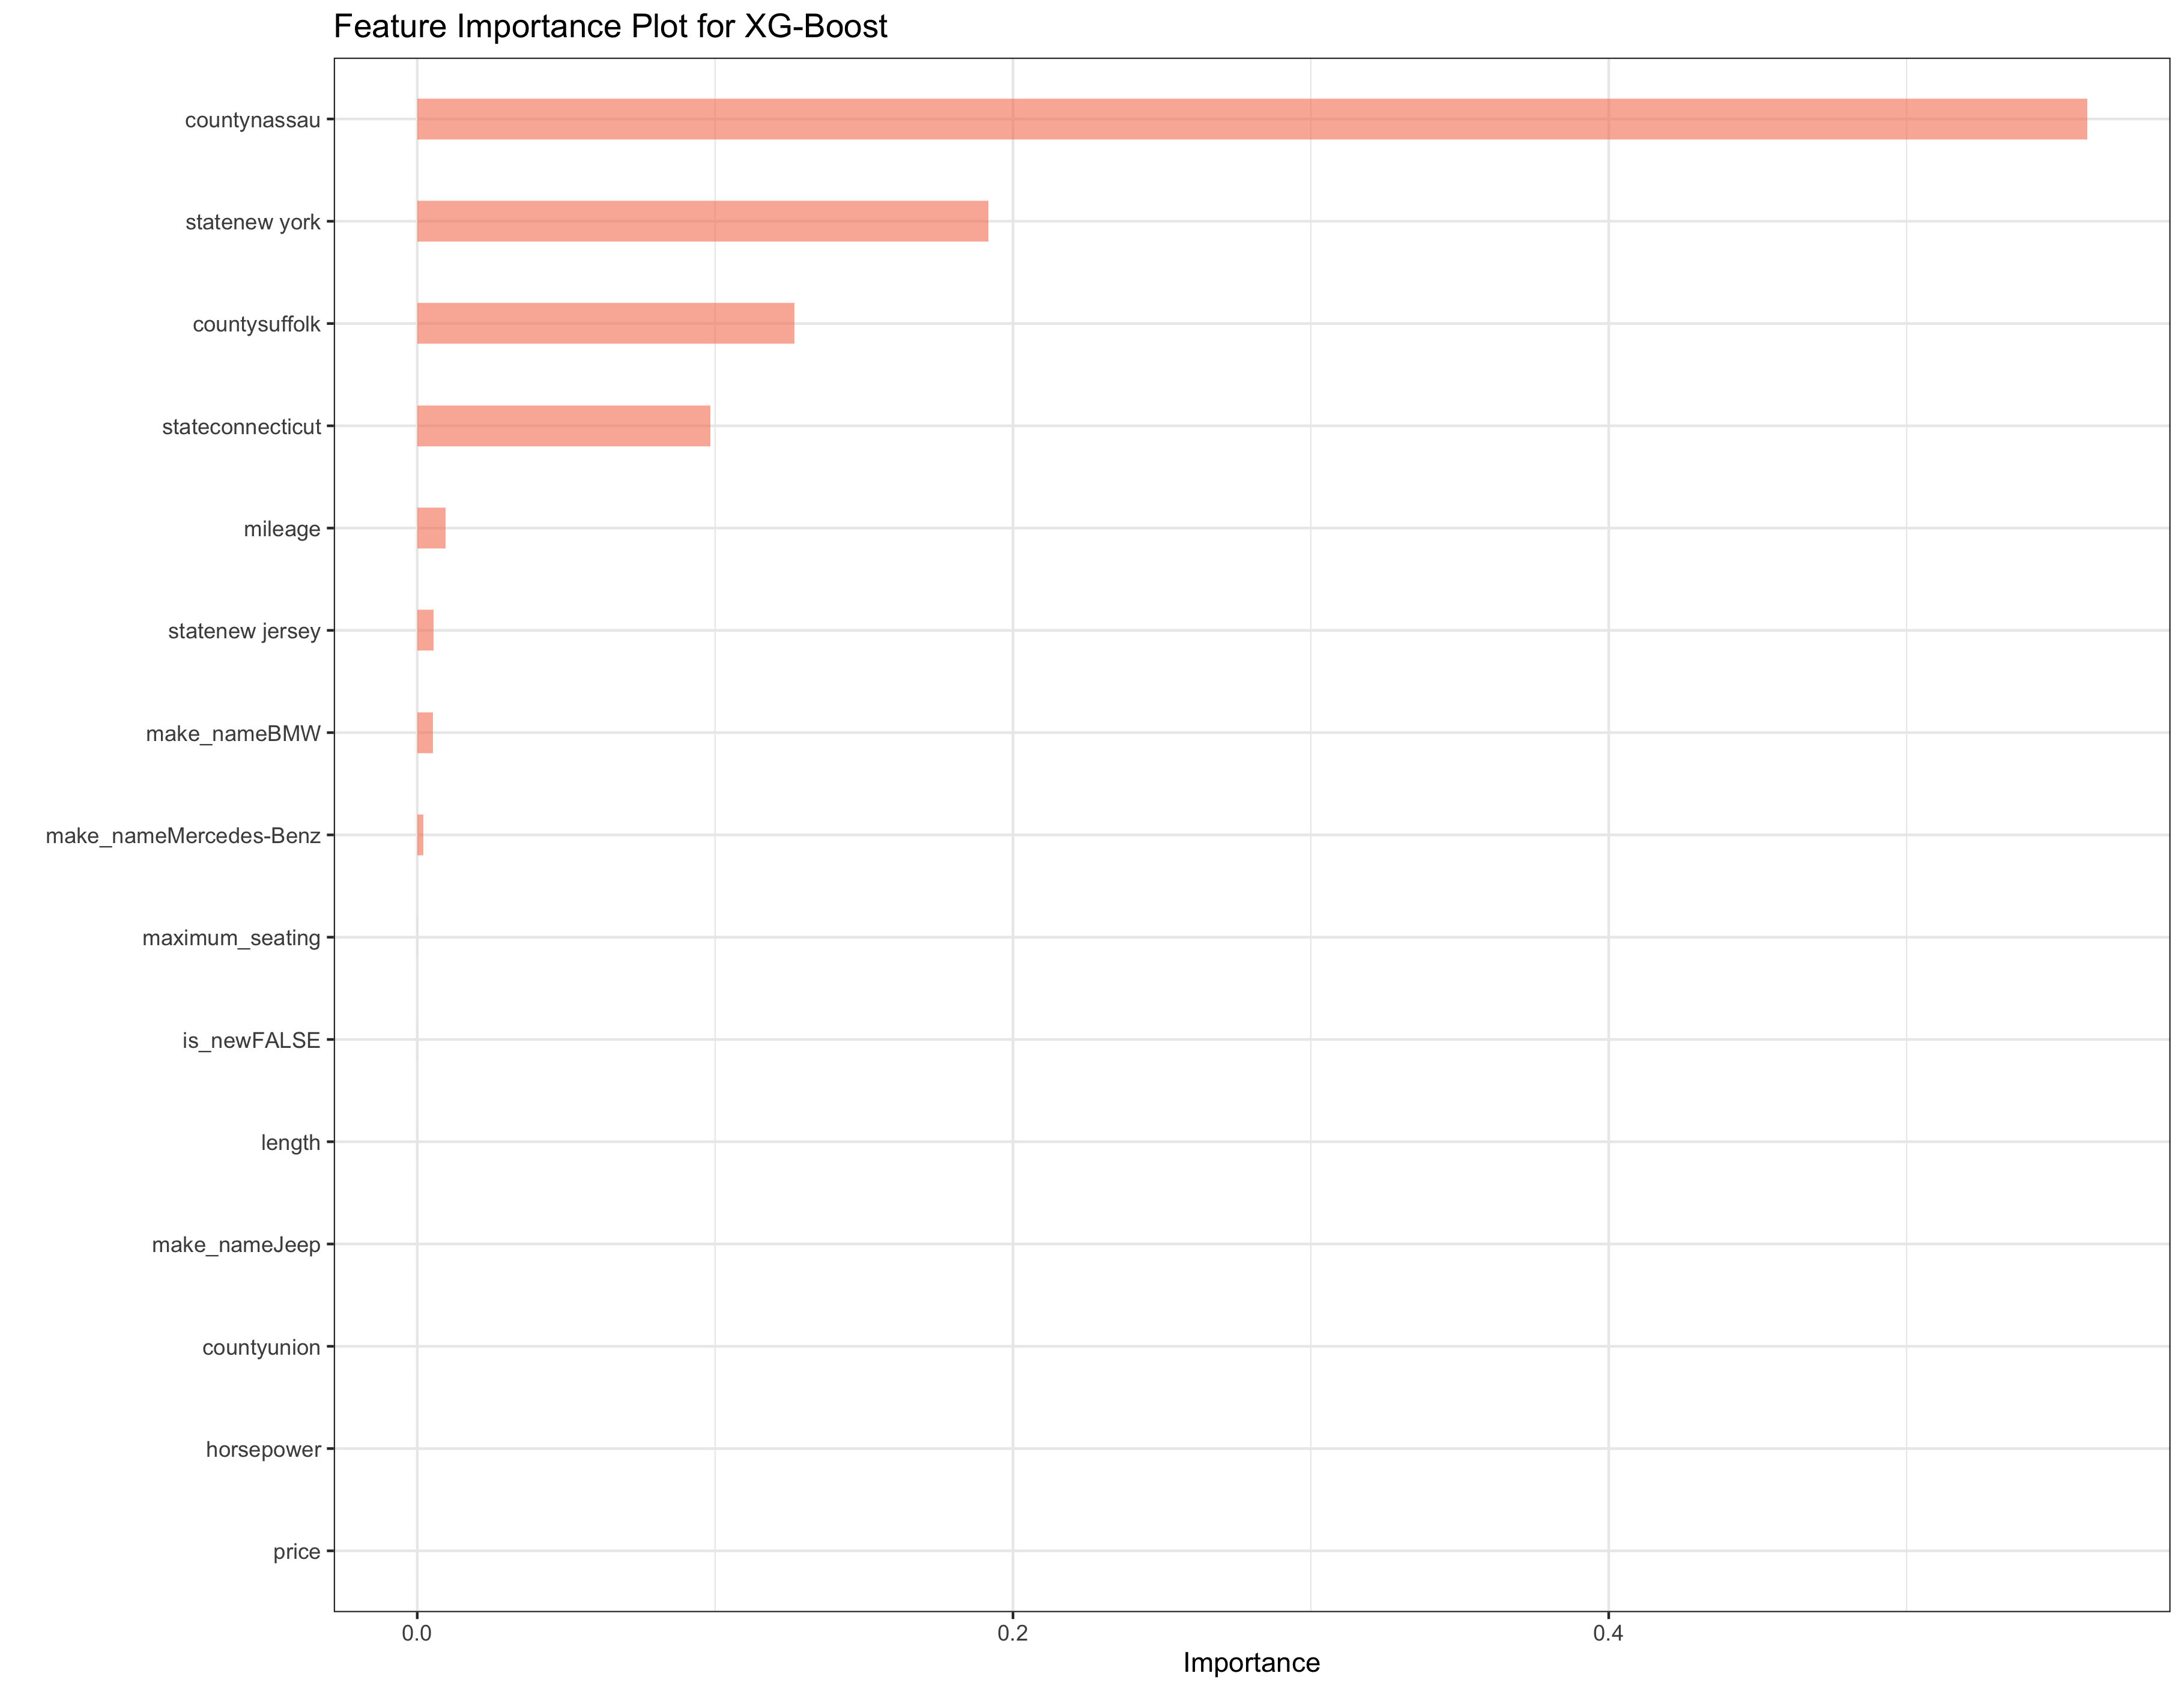 Feature Importance Plot for XG-Boost
countynassau
statenew york
countysuffolk
stateconnecticut
mileage
statenew jersey
make_nameBMW
make_nameMercedes-Benz
maximum_seating
is_newFALSE
length
make_nameJeep
countyunion
horsepower
price
0.0 0.2 0.4
Importance